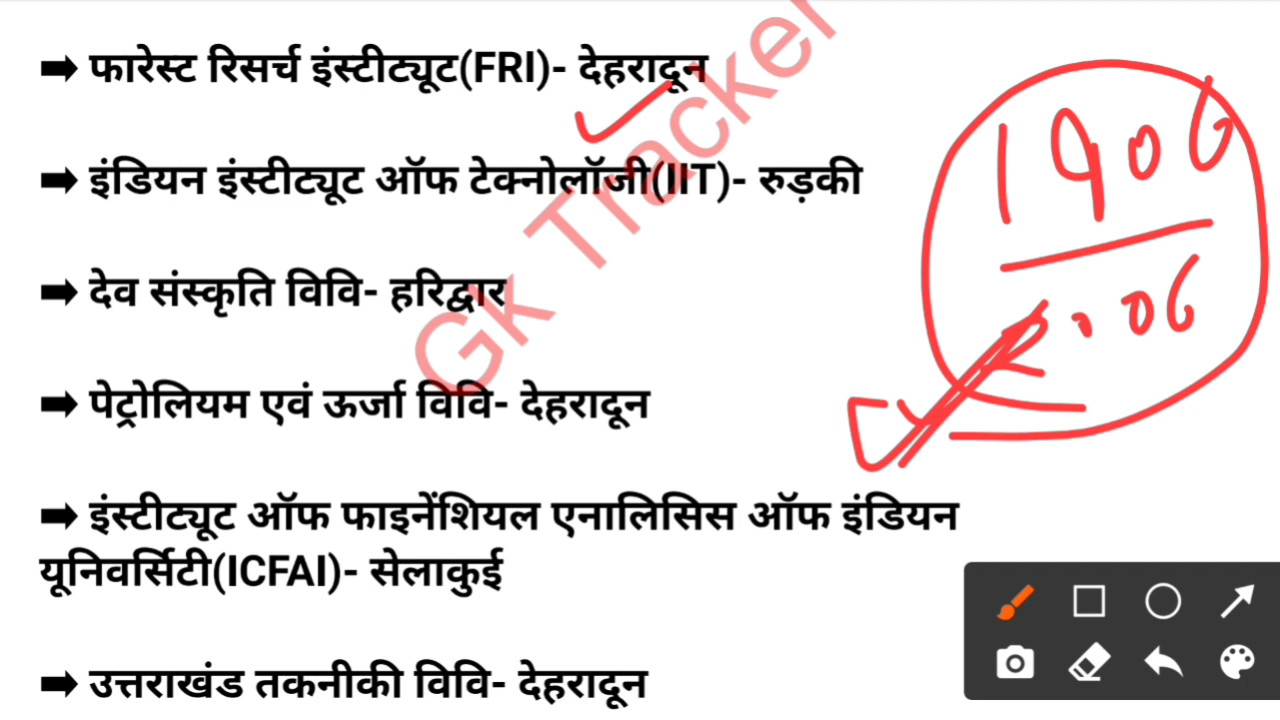 ➡ फारेस्ट रिसर्च इंस्टीट्यूट(FRI)- देहरादून
➡ इंडियन इंस्टीट्यूट ऑफ टेक्नोलॉजी(IIT)- रुड़की
➡ देव संस्कृति विवि- हरिद्वार
➡ पेट्रोलियम एवं ऊर्जा विवि- देहरादून
➡ इंस्टीट्यूट ऑफ फाइनेंशियल एनालिसिस ऑफ इंडियन
यूनिवर्सिटी(ICFAI)- सेलाकुई
➡ उत्तराखंड तकनीकी विवि- देहरादून
Gk Tracker
1906